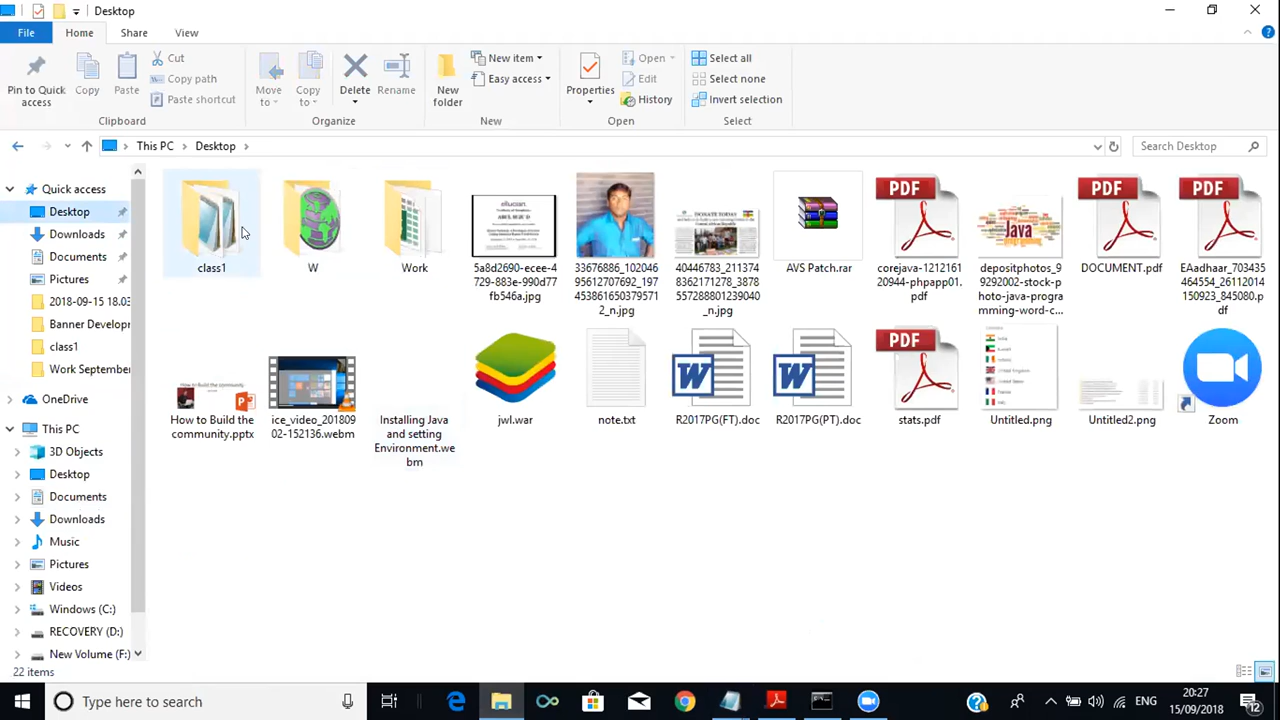 Desktop
File Home Share View
Pin to Quick access
Copy
Paste
Cut
Copy path
Paste shortcut
Clipboard
Move to
Copy to
Delete
Rename
Organize
New folder
New item
Easy access
New
Properties
Open
Edit
History
Open
Select all
Select none
Invert selection
Select
This PC Desktop
Search Desktop
Quick access
Desktop
Downloads
Documents
Pictures
2018-09-15 18.03
Banner Develop
class1
Work September
OneDrive
This PC
3D Objects
Desktop
Documents
Downloads
Music
Pictures
Videos
Windows (C:)
RECOVERY (D:)
New Volume (F:)
class1
W
Work
5a8d2690-ecee-4
729-883e-990d77
fb546a.jpg
33676886_102046
95612707692_197
453861650379571
2_n.jpg
DONATE TODAY
40446783_211374
8362171278_3878
557288801239040
_n.jpg
AVS Patch.rar
PDF
corejava-1212161
20944-phpapp01.
pdf
Java
depositphotos_9
9292002-stock-p
hoto-java-progra
mming-word-c...
PDF
DOCUMENT.pdf
PDF
EAadhaar_703435
464554_26112014
150923_845080.p
df
How to Build the community.pptx
ice_video_201809
02-152136.webm
Installing Java
and setting
Environment.we
bm
jwl.war
note.txt
W
R2017PG(FT).doc
W
R2017PG(PT).doc
PDF
stats.pdf
Untitled.png
Untitled2.png
Zoom
22 items
Type here to search
ENG
20:27
15/09/2018
12